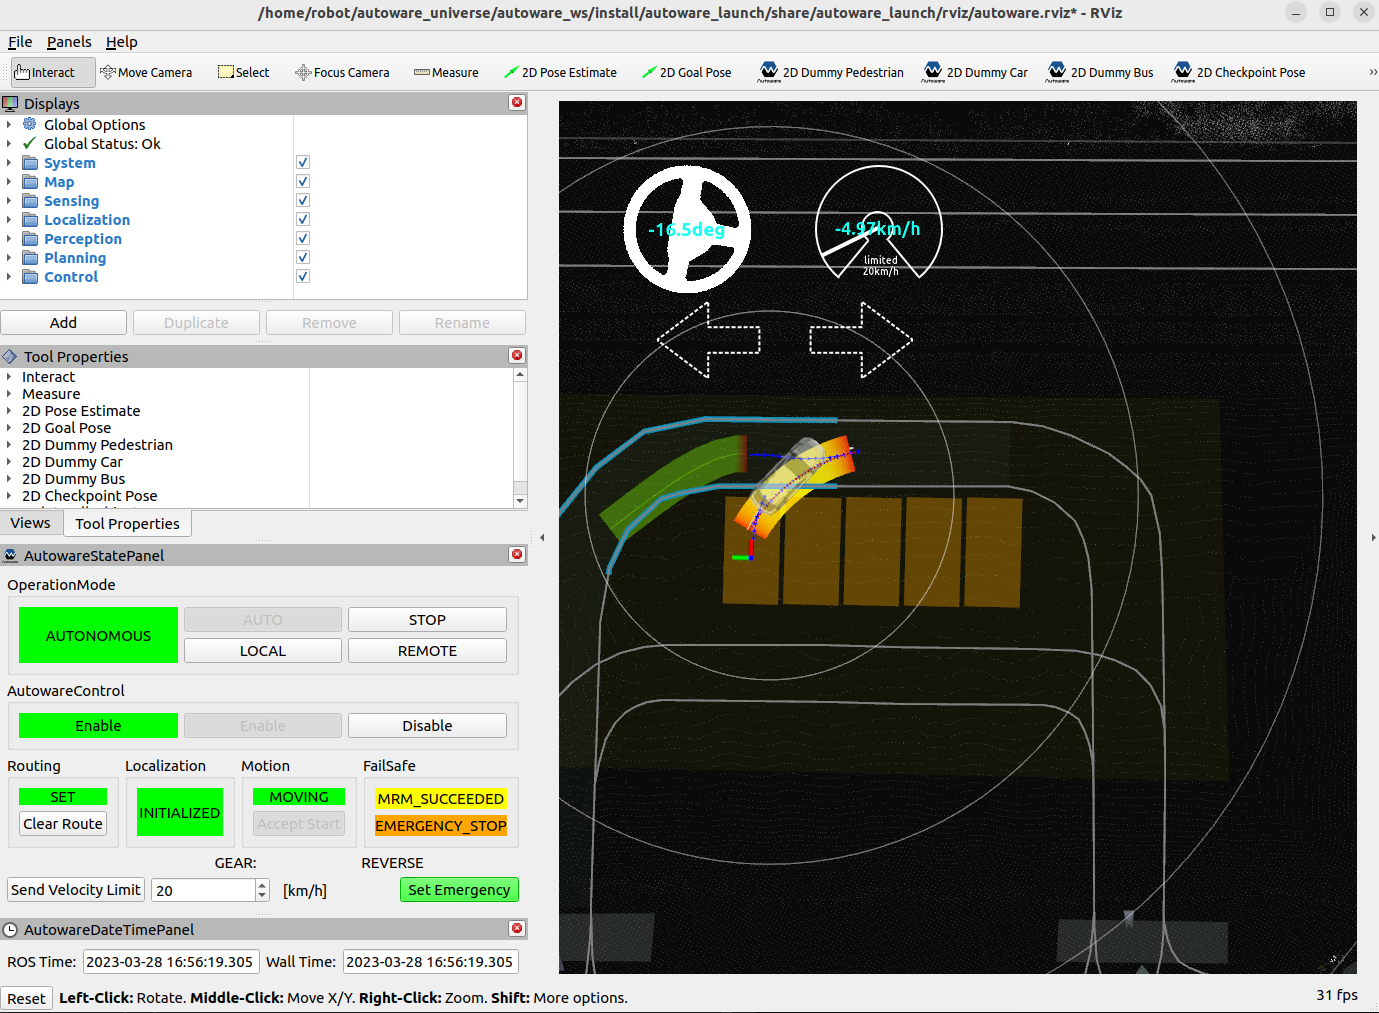 /home/robot/autoware_universe/autoware_ws/install/autoware_launch/share/autoware_launch/rviz/autoware.rviz* - RViz
File Panels Help
Interact Move Camera Select Focus Camera Measure 2D Pose Estimate 2D Goal Pose 2D Dummy Pedestrian 2D Dummy Car 2D Dummy Bus 2D Checkpoint Pose
Displays
Global Options
Global Status: Ok
System
Map
Sensing
Localization
Perception
Planning
Control
Add Duplicate Remove Rename
Tool Properties
Interact
Measure
2D Pose Estimate
2D Goal Pose
2D Dummy Pedestrian
2D Dummy Car
2D Dummy Bus
2D Checkpoint Pose
Views Tool Properties
AutowareStatePanel
OperationMode
AUTONOMOUS AUTO STOP
LOCAL REMOTE
AutowareControl
Enable Enable Disable
Routing Localization Motion FailSafe
SET INITIALIZED MOVING MRM_SUCCEEDED
Clear Route Accept Start EMERGENCY_STOP
GEAR: REVERSE
Send Velocity Limit 20 [km/h] Set Emergency
AutowareDateTimePanel
ROS Time: 2023-03-28 16:56:19.305 Wall Time: 2023-03-28 16:56:19.305
Reset Left-Click: Rotate. Middle-Click: Move X/Y. Right-Click: Zoom. Shift: More options. 31 fps
-16.5deg
-4.97km/h
limited
20km/h